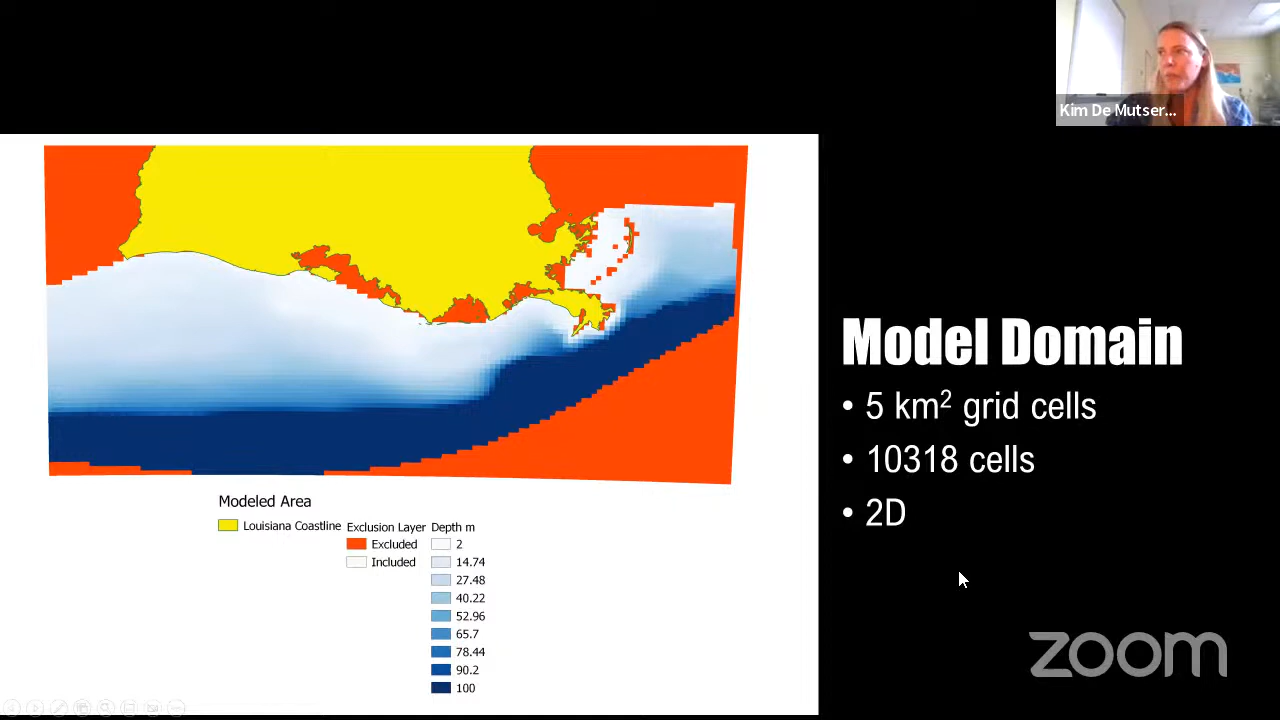 Kim De Mutser...
Model Domain
• 5 km² grid cells
• 10318 cells
• 2D
Modeled Area
Louisiana Coastline
Exclusion Layer
Excluded
Included
Depth m
2
14.74
27.48
40.22
52.96
65.7
78.44
90.2
100
zoom